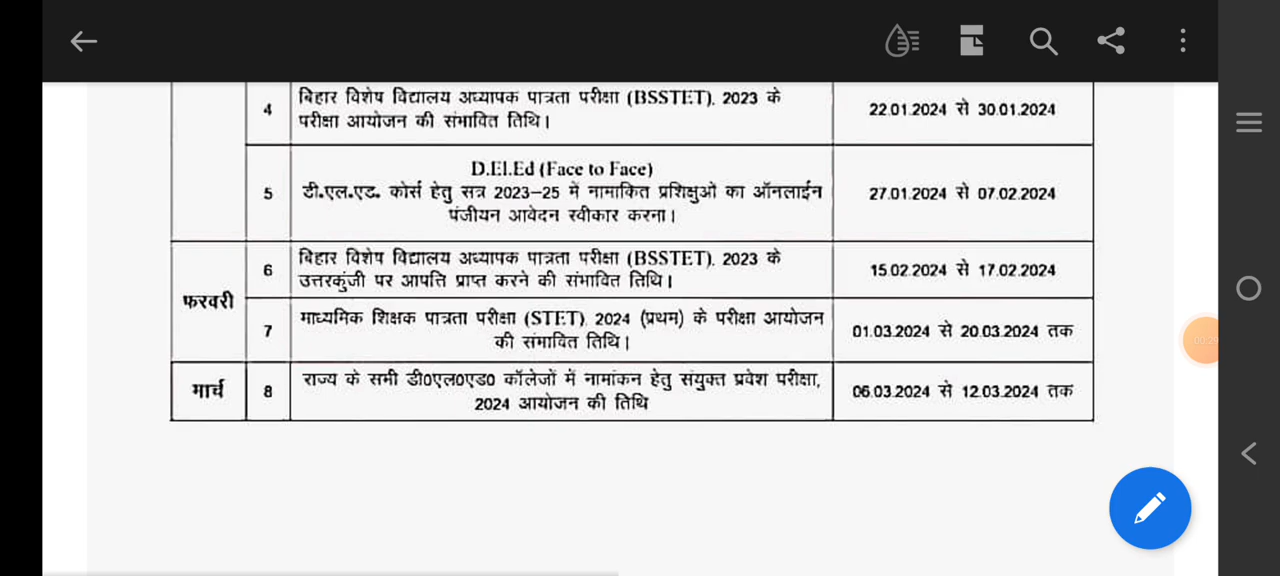 4
बिहार विशेष विद्यालय अध्यापक पात्रता परीक्षा (BSSTET), 2023 के
परीक्षा आयोजन की संभावित तिथि।
22.01.2024 से 30.01.2024
5
D.El.Ed (Face to Face)
डी.एल.एड. कोर्स हेतु सत्र 2023-25 में नामांकित प्रशिक्षुओं का ऑनलाईन
पंजीयन आवेदन स्वीकार करना।
27.01.2024 से 07.02.2024
फरवरी
6
बिहार विशेष विद्यालय अध्यापक पात्रता परीक्षा (BSSTET), 2023 के
उत्तरकुंजी पर आपत्ति प्राप्त करने की संभावित तिथि।
15.02.2024 से 17.02.2024
7
माध्यमिक शिक्षक पात्रता परीक्षा (STET), 2024 (प्रथम) के परीक्षा आयोजन
की संभावित तिथि।
01.03.2024 से 20.03.2024 तक
मार्च
8
राज्य के सभी डी0एल0एड0 कॉलेजों में नामांकन हेतु संयुक्त प्रवेश परीक्षा,
2024 आयोजन की तिथि
06.03.2024 से 12.03.2024 तक
00:29